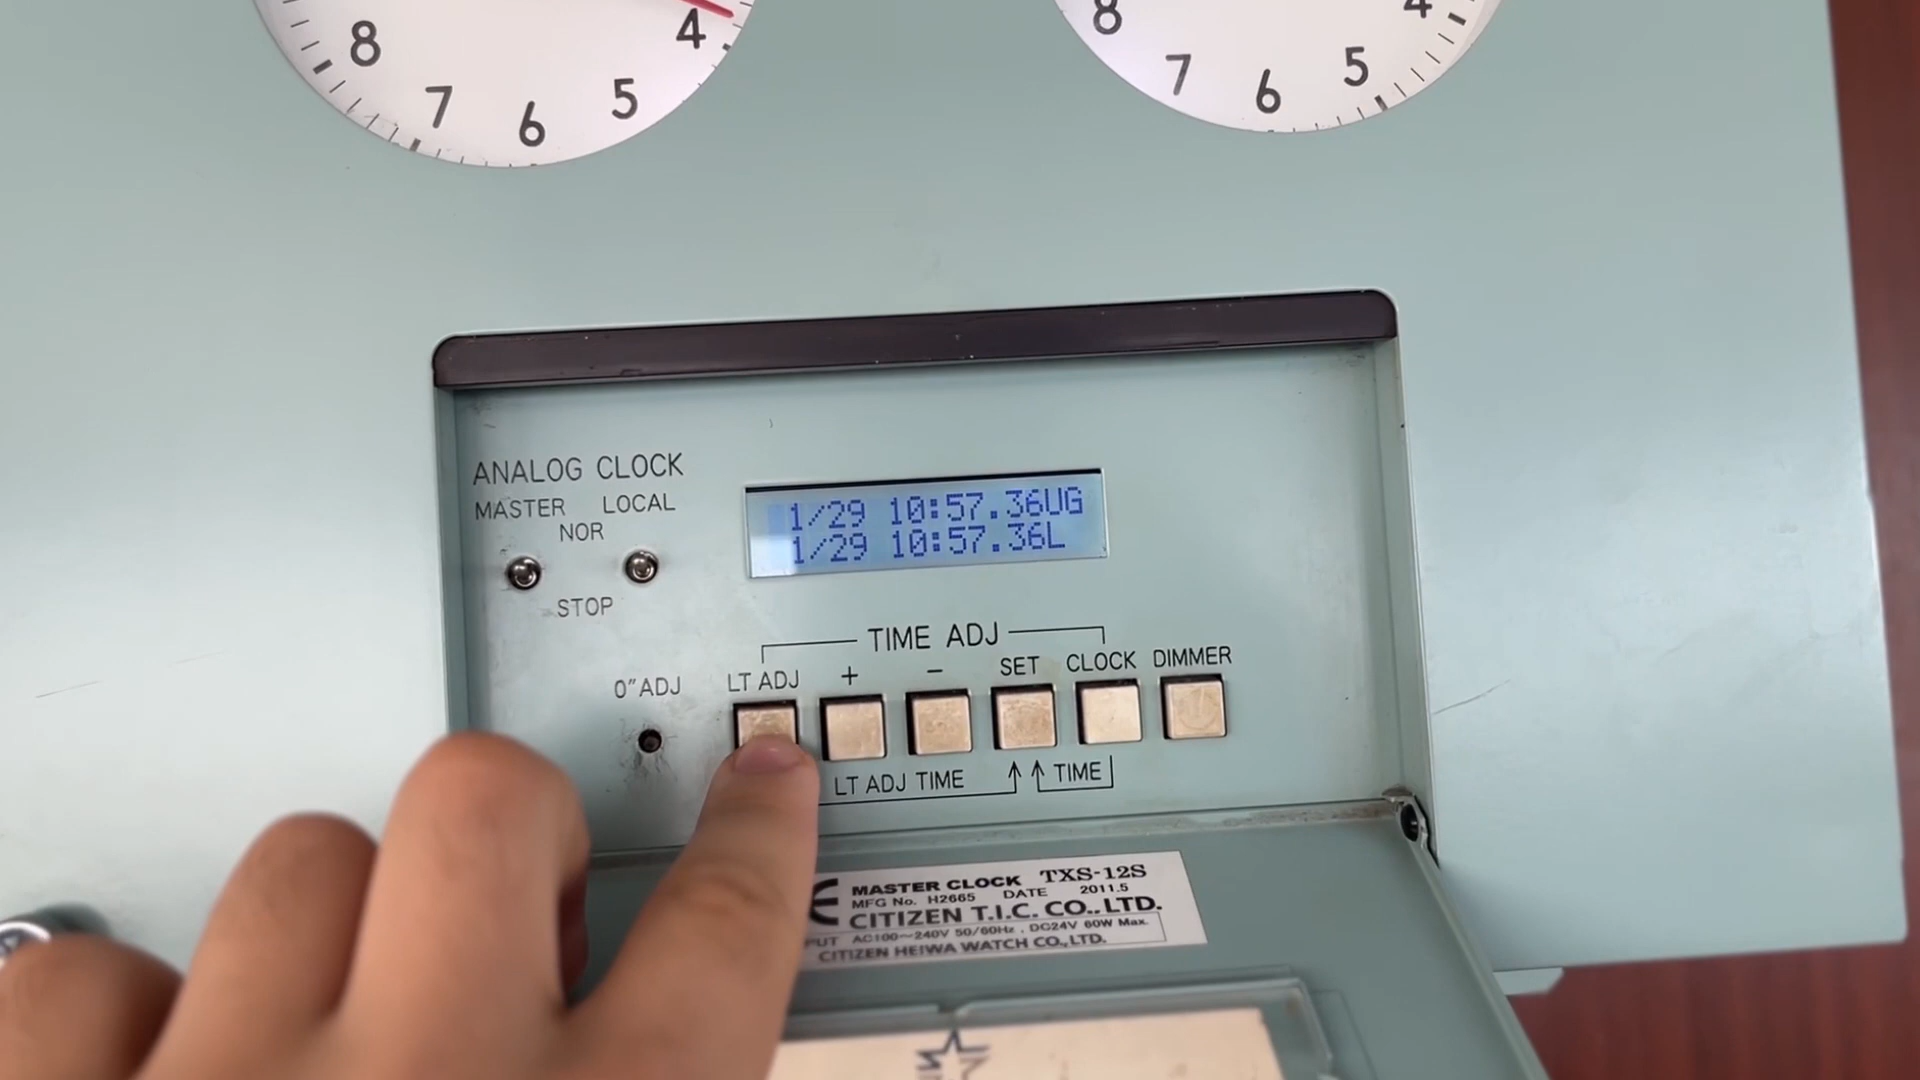 8 7 6 5 4
8 7 6 5 4
ANALOG CLOCK
MASTER LOCAL
NOR
STOP
1/29 10:57.36UG
1/29 10:57.36L
TIME ADJ
0"ADJ LT ADJ + − SET CLOCK DIMMER
LT ADJ TIME ↑ ↑ TIME
CE MASTER CLOCK TXS-12S
MFG No. H2665 DATE 2011.5
CITIZEN T.I.C. CO., LTD.
PUT AC100～240V 50/60Hz , DC24V 60W Max.
CITIZEN HEIWA WATCH CO., LTD.